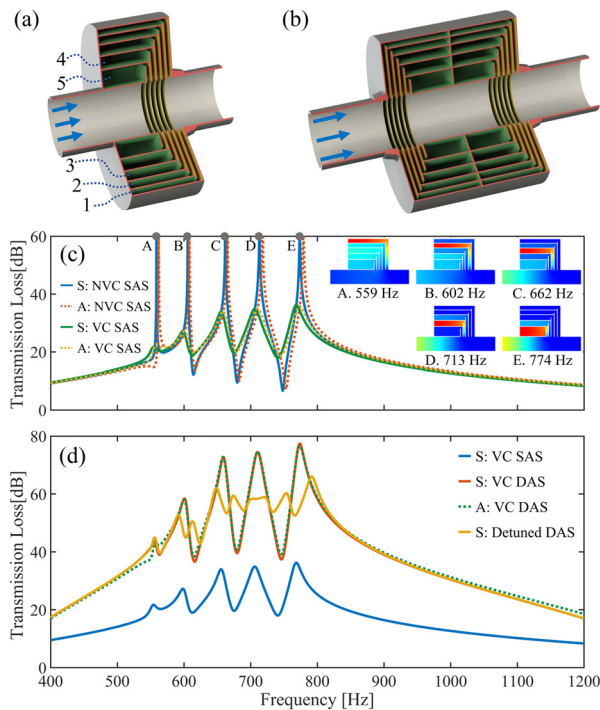 (a)
(b)
4
5
3
2
1
60
(c)
A
B
C
D
E
40
20
0
Transmission Loss[dB]
S: NVC SAS
A: NVC SAS
S: VC SAS
A: VC SAS
A. 559 Hz
B. 602 Hz
C. 662 Hz
D. 713 Hz
E. 774 Hz
80
(d)
60
40
20
0
Transmission Loss[dB]
S: VC SAS
S: VC DAS
A: VC DAS
S: Detuned DAS
400 500 600 700 800 900 1000 1100 1200
Frequency [Hz]